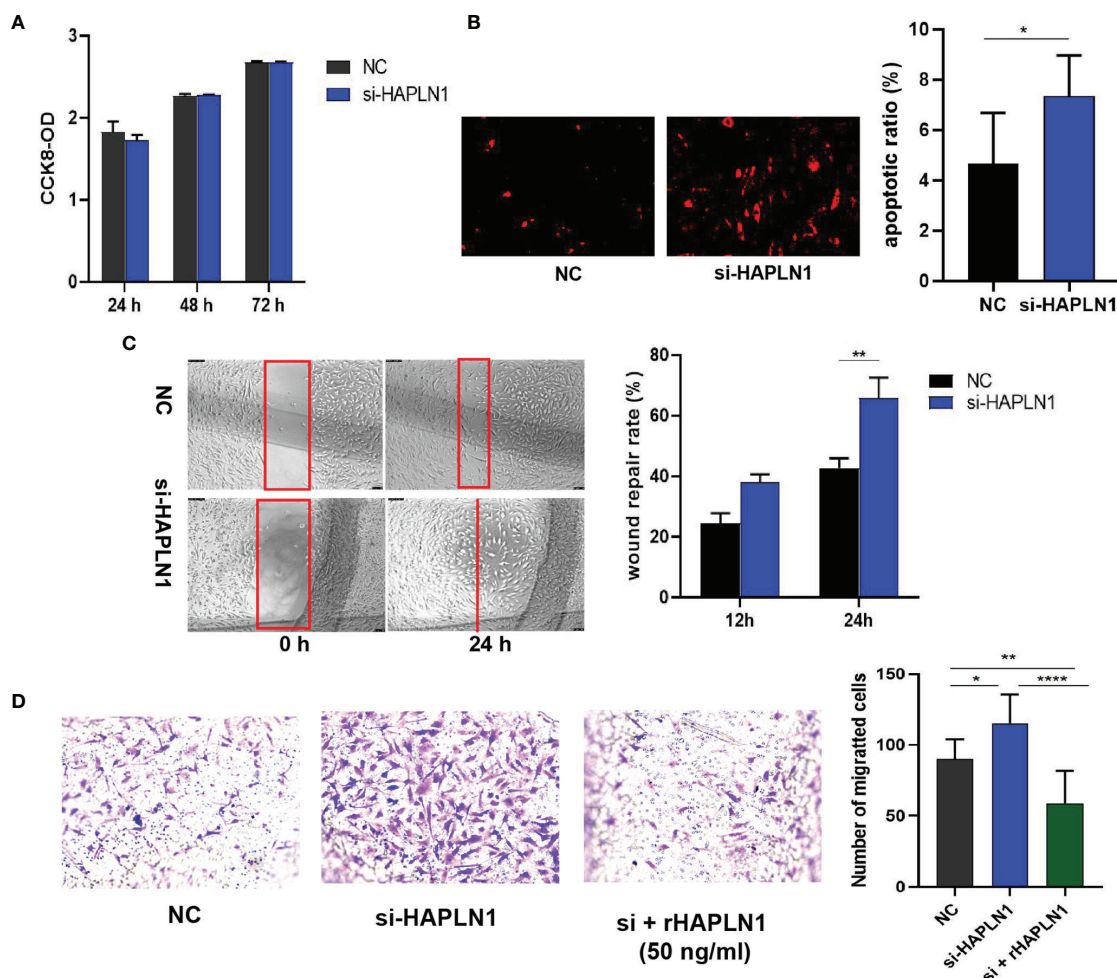 A
CCK8-OD
3
2
1
0
24 h
48 h
72 h
NC
si-HAPLN1
B
NC
si-HAPLN1
apoptotic ratio (%)
10
8
6
4
2
0
*
NC
si-HAPLN1
C
NC
si-HAPLN1
0 h
24 h
wound repair rate (%)
80
60
40
20
0
**
12h
24h
NC
si-HAPLN1
D
NC
si-HAPLN1
si + rHAPLN1
(50 ng/ml)
Number of migratted cells
150
100
50
0
**
*
****
NC
si-HAPLN1
si + rHAPLN1